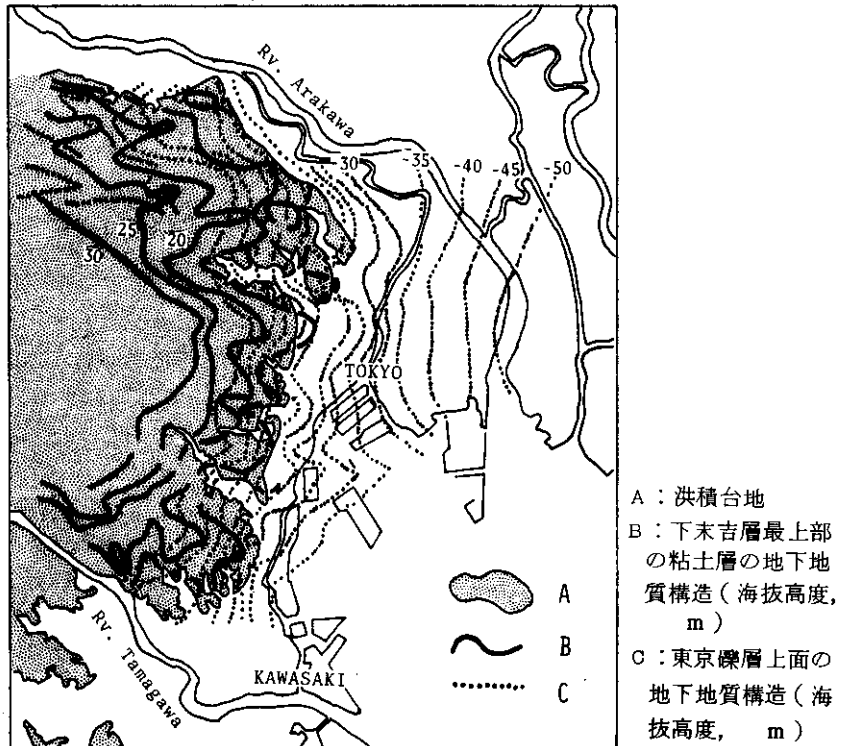 Rv. Arakawa
30
-35
-40
-45
-50
25
20
30
TOKYO
A
B
C
Rv. Tamagawa
KAWASAKI
A：洪積台地
B：下末吉層最上部
の粘土層の地下地
質構造（海抜高度，
m）
C：東京礫層上面の
地下地質構造（海
抜高度，　m）